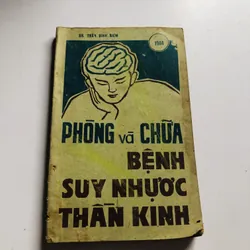 PHÒNG và CHỮA
BỆNH
SUY NHƯỢC
THẦN KINH